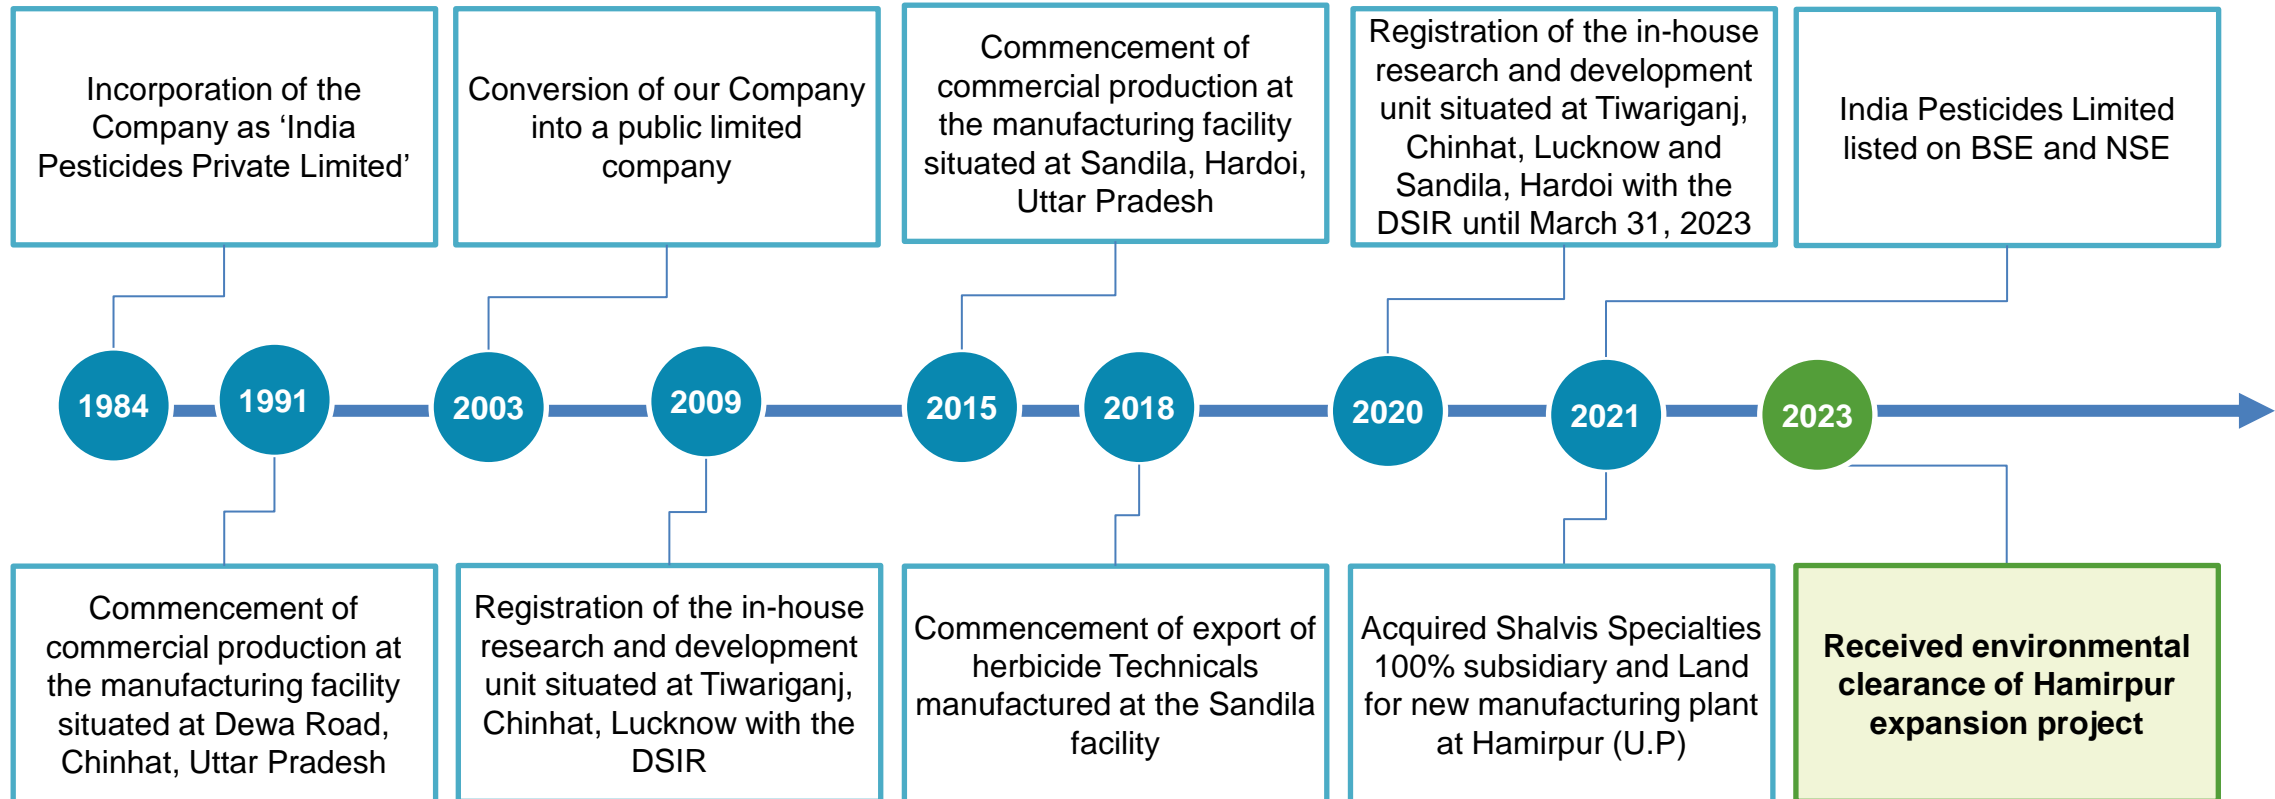 Incorporation of the
Company as ‘India
Pesticides Private Limited’
Conversion of our Company
into a public limited
company
Commencement of
commercial production at
the manufacturing facility
situated at Sandila, Hardoi,
Uttar Pradesh
Registration of the in-house
research and development
unit situated at Tiwariganj,
Chinhat, Lucknow and
Sandila, Hardoi with the
DSIR until March 31, 2023
India Pesticides Limited
listed on BSE and NSE
1984
1991
2003
2009
2015
2018
2020
2021
2023
Commencement of
commercial production at
the manufacturing facility
situated at Dewa Road,
Chinhat, Uttar Pradesh
Registration of the in-house
research and development
unit situated at Tiwariganj,
Chinhat, Lucknow with the
DSIR
Commencement of export of
herbicide Technicals
manufactured at the Sandila
facility
Acquired Shalvis Specialties
100% subsidiary and Land
for new manufacturing plant
at Hamirpur (U.P)
Received environmental
clearance of Hamirpur
expansion project